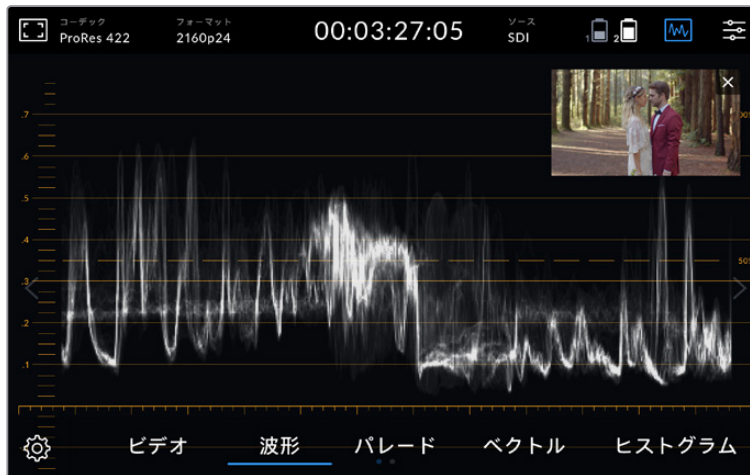 コーデック
ProRes 422
フォーマット
2160p24
00:03:27:05
ソース
SDI
1
2
.7
.6
.5
.4
.3
.2
.1
50%
ビデオ
波形
パレード
ベクトル
ヒストグラム